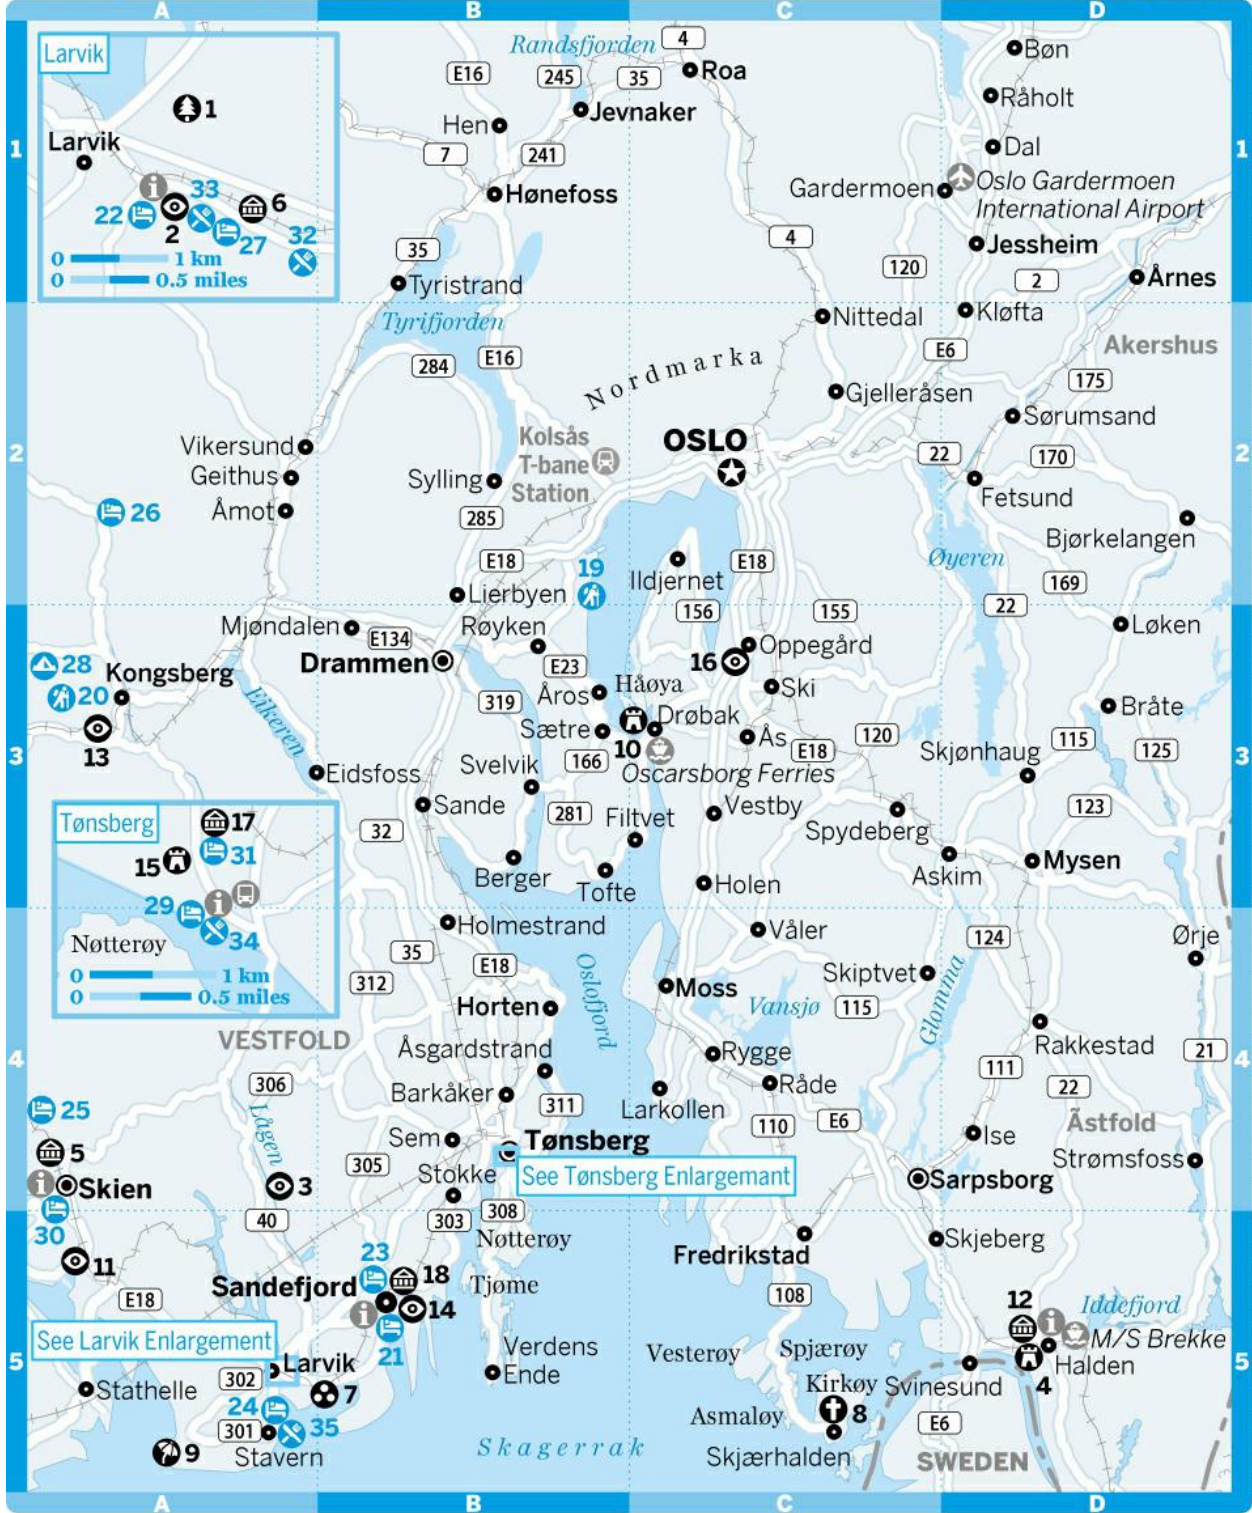 A B C D
1
Larvik
1
Larvik
33
6
22
2
27
32
0 1 km
0 0.5 miles
Randsfjorden
4
E16
245
35
Roa
Jevnaker
Hen
7
241
Hønefoss
35
Tyristrand
Tyrifjorden
Bøn
Råholt
Dal
Gardermoen
Oslo Gardermoen
International Airport
Jessheim
4
120
2
Årnes
1
Nittedal
Kløfta
E6
Akershus
284
E16
Nordmarka
175
Gjelleråsen
Sørumsand
2
Vikersund
Geithus
Åmot
26
Sylling
Kolsås
T-bane
Station
OSLO
22
170
Fetsund
Bjørkelangen
2
285
E18
19
Lierbyen
Ildjernet
E18
Øyeren
169
156
155
22
Løken
Mjøndalen
E134
Røyken
Drammen
E23
Oppegård
16
Ski
28
20
Kongsberg
13
Eikeren
319
Åros
Håøya
Sætre
10
Drøbak
Ås
E18
120
Bråte
Skjønhaug
115
125
3
Eidsfoss
Svelvik
166
Oscarsborg Ferries
3
Sande
281
Filtvet
Vestby
Spydeberg
123
32
Berger
Tofte
Holen
Askim
Mysen
Tønsberg
17
15
31
29
34
Nøtterøy
0 1 km
0 0.5 miles
Holmestrand
35
E18
Oslofjord
Våler
124
Ørje
312
Horten
Moss
Skiptvet
Vansjø
115
Glomma
VESTFOLD
Åsgardstrand
Rygge
Rakkestad
21
4
306
Barkåker
311
Larkollen
Råde
111
22
4
25
Lågen
110
E6
Ãstfold
5
Sem
Tønsberg
Ise
305
Stokke
See Tønsberg Enlargemant
Strømsfoss
Skien
3
Sarpsborg
30
40
303
308
Nøtterøy
Fredrikstad
Skjeberg
11
23
Sandefjord
18
Tjøme
14
E18
108
12
Iddefjord
M/S Brekke
See Larvik Enlargement
21
Verdens
Ende
Vesterøy
Spjærøy
Halden
5
Larvik
302
7
Kirkøy
Svinesund
4
5
Stathelle
24
35
Asmaløy
8
E6
9
301
Stavern
Skagerrak
Skjærhalden
SWEDEN
A B C D